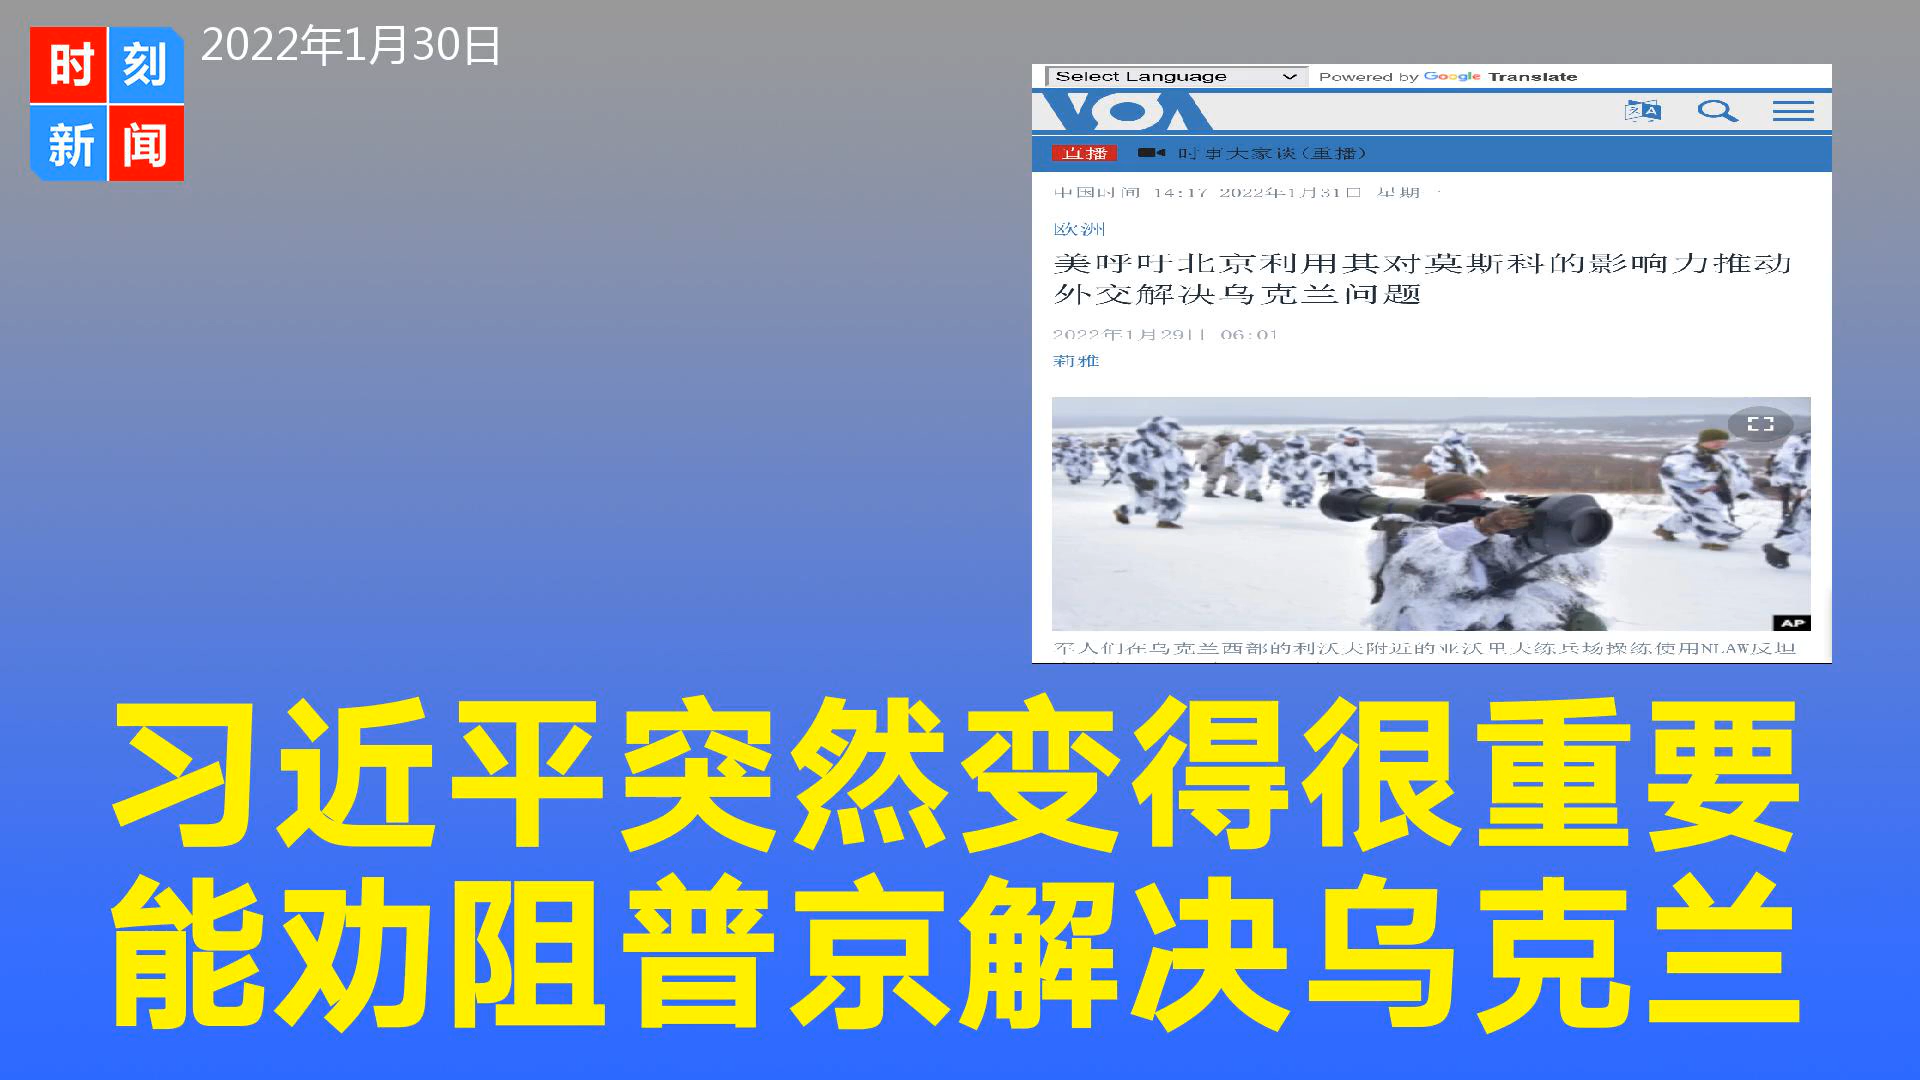 时刻
新闻
2022年1月30日
Select Language
Powered by Google Translate
VOA
直播
时事大家谈(重播)
中国时间 14:17 2022年1月31日 星期一
欧洲
美呼吁北京利用其对莫斯科的影响力推动
外交解决乌克兰问题
2022年1月29日 06:01
莉雅
AP
军人们在乌克兰西部的利沃夫附近的亚沃里夫练兵场操练使用NLAW反坦
习近平突然变得很重要
能劝阻普京解决乌克兰